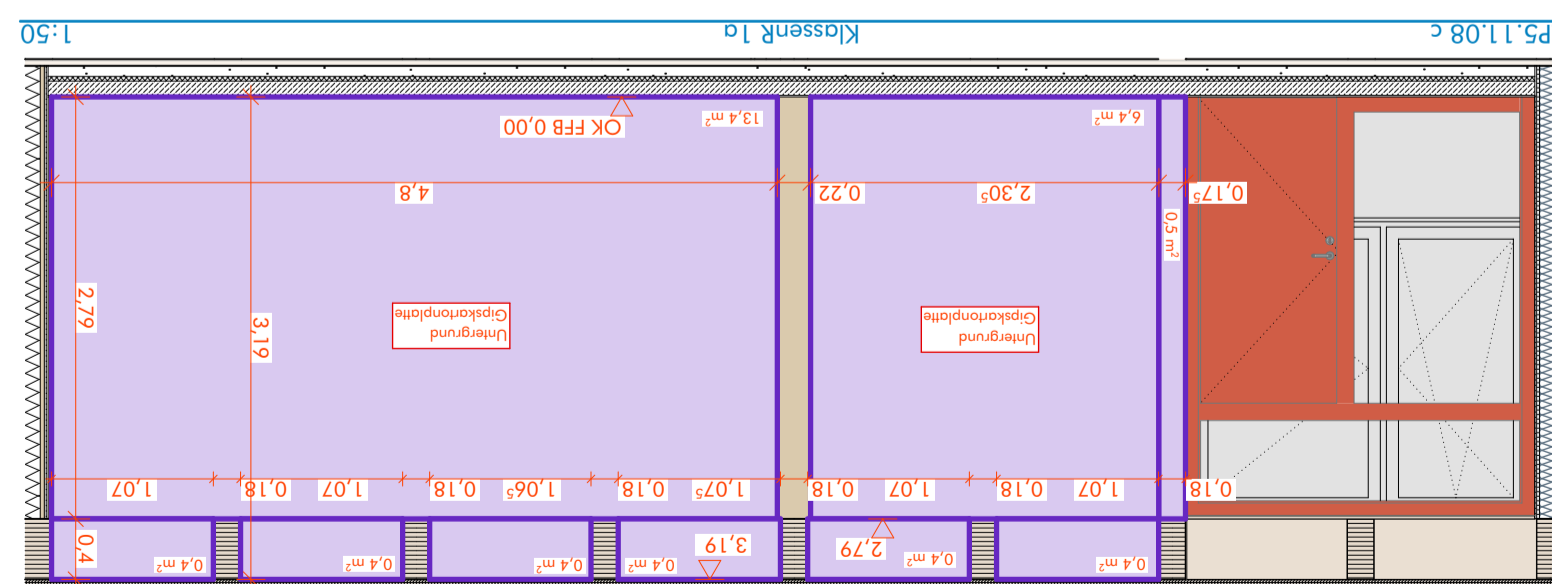 0,4 m²
0,4 m²
2,79
3,19
0,4 m²
0,4 m²
0,4 m²
0,4 m²
0,4
0,18
1,07
0,18
1,07
0,18
1,07⁵
0,18
1,06⁵
0,18
1,07
0,18
1,07
Untergrund
Gipskartonplatte
Untergrund
Gipskartonplatte
3,19
2,79
0,5 m²
0,17⁵
2,30⁵
0,22
4,8
6,4 m²
13,4 m²
OK FFB 0,00
P5.11.08 c
KlassenR 1a
1:50